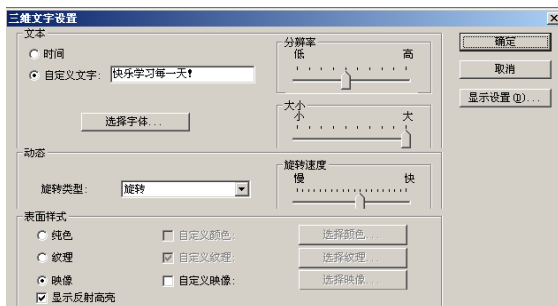 三维文字设置
文本
时间
自定义文字: 快乐学习每一天!
选择字体...
分辨率
低 高
大小
小 大
确定
取消
显示设置(D)...
动态
旋转类型: 旋转
旋转速度
慢 快
表面样式
纯色 自定义颜色: 选择颜色...
纹理 自定义纹理: 选择纹理...
映像 自定义映像: 选择映像...
显示反射高亮